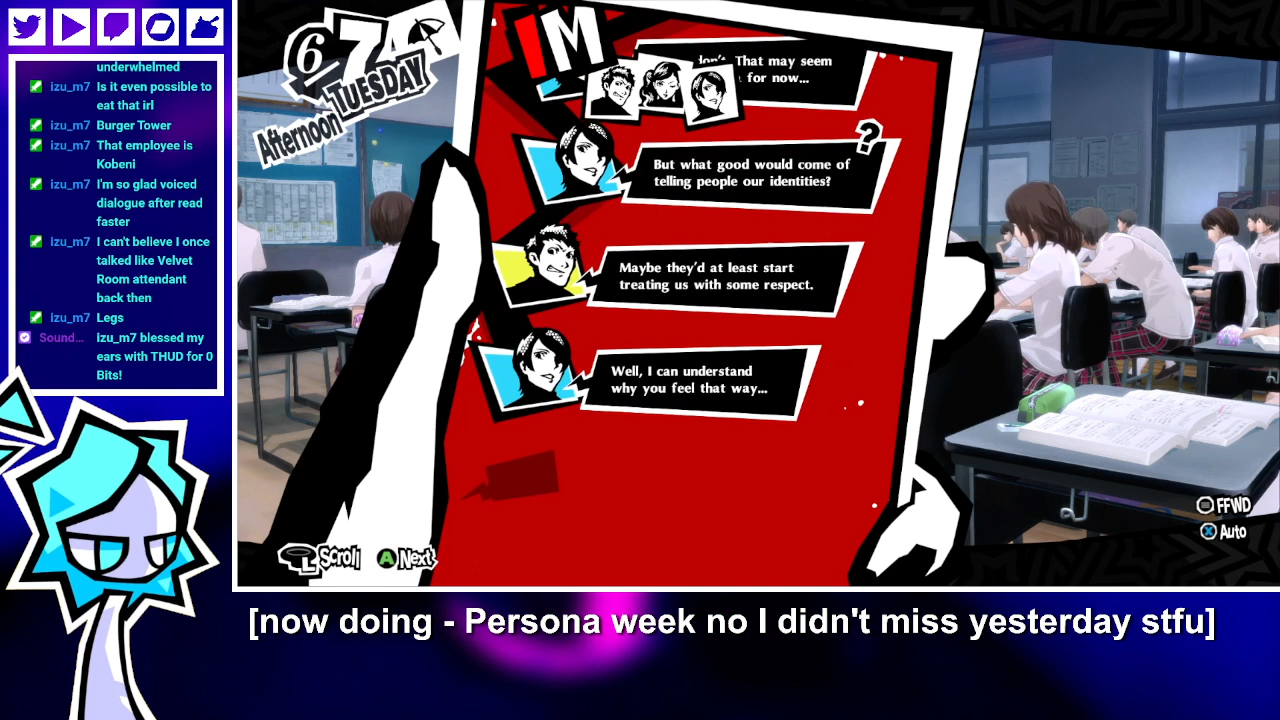 underwhelmed
izu_m7 Is it even possible to
eat that irl
izu_m7 Burger Tower
izu_m7 That employee is
Kobeni
izu_m7 I'm so glad voiced
dialogue after read
faster
izu_m7 I can't believe I once
talked like Velvet
Room attendant
back then
izu_m7 Legs
Sound... Izu_m7 blessed my
ears with THUD for 0
Bits!
6/7
TUESDAY
Afternoon
IM
don't. That may seem
for now...
?
But what good would come of
telling people our identities?
Maybe they'd at least start
treating us with some respect.
Well, I can understand
why you feel that way...
L Scroll A Next
FFWD
X Auto
[now doing - Persona week no I didn't miss yesterday stfu]